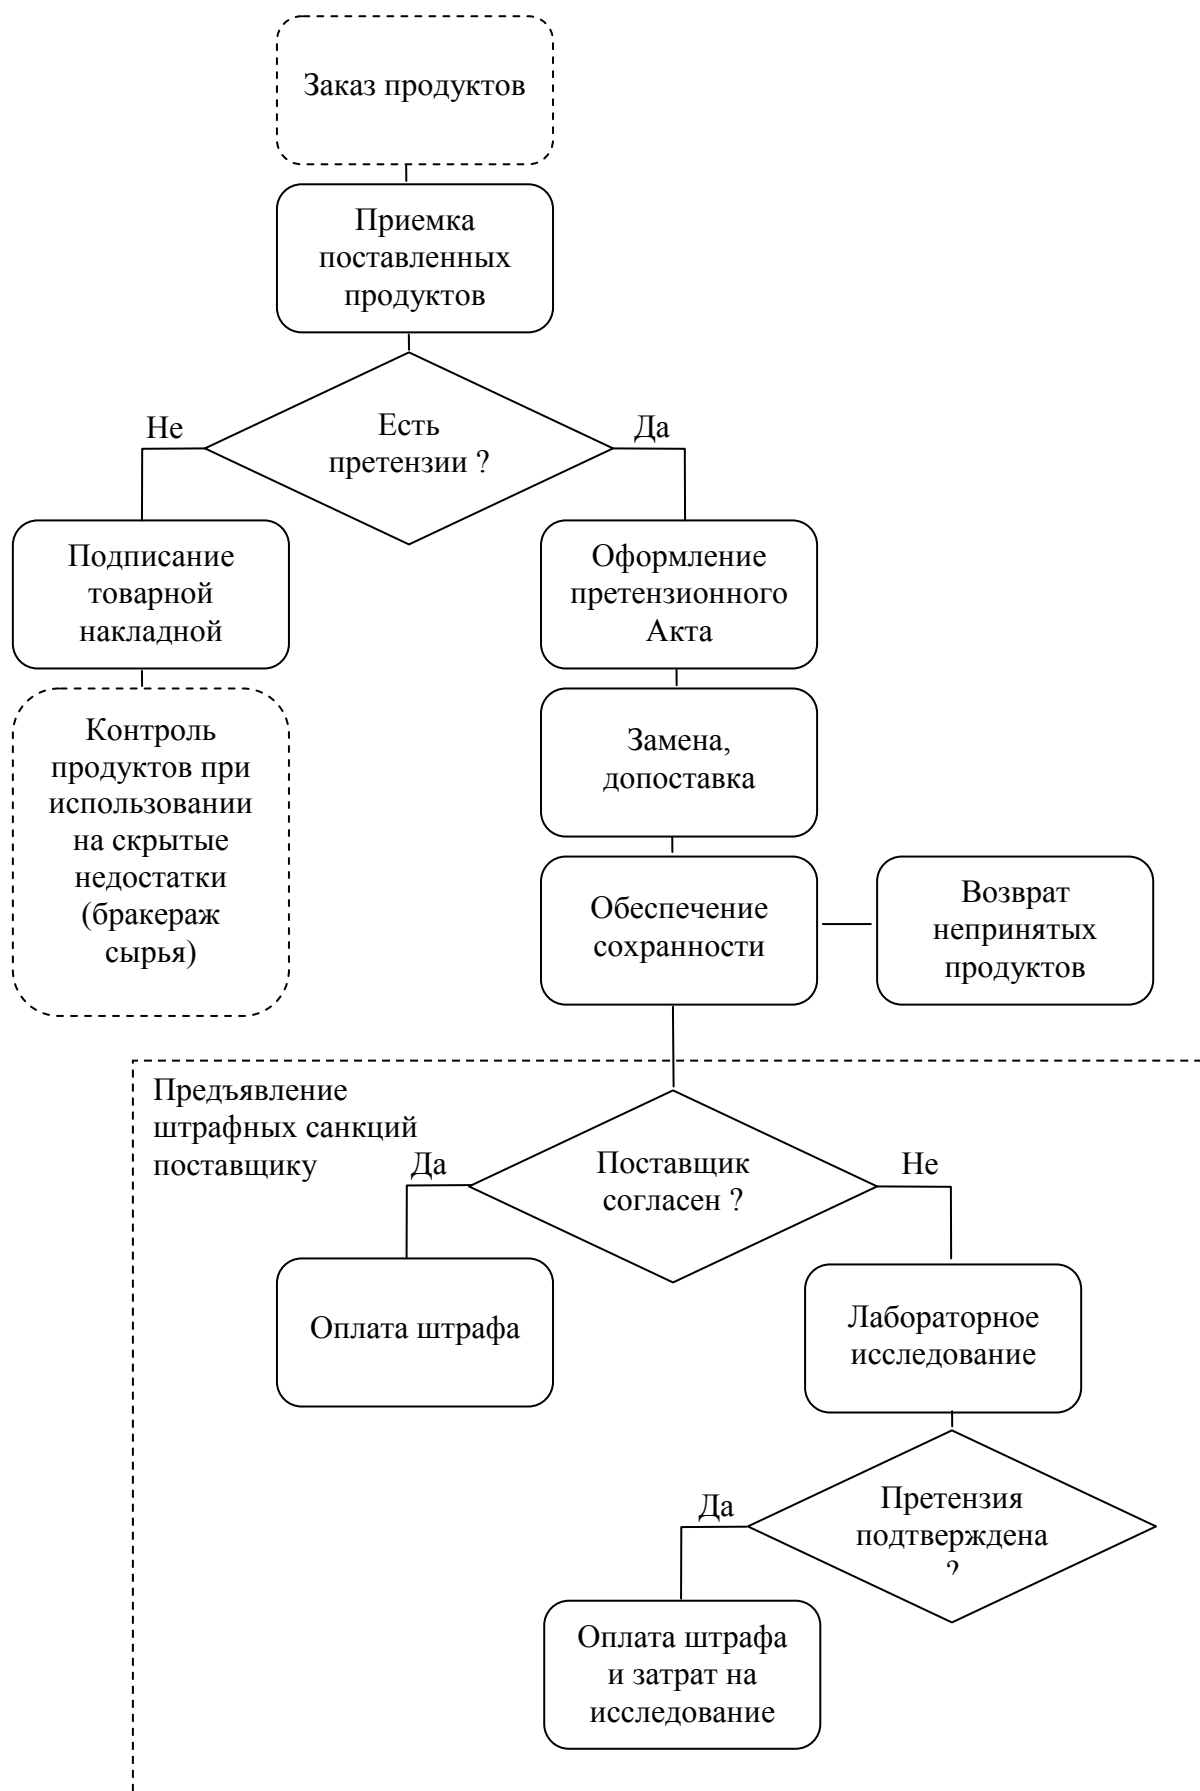 Заказ продуктов
Приемка
поставленных
продуктов
Есть
претензии ?
Не
Да
Подписание
товарной
накладной
Оформление
претензионного
Акта
Контроль
продуктов при
использовании
на скрытые
недостатки
(бракераж
сырья)
Замена,
допоставка
Обеспечение
сохранности
Возврат
непринятых
продуктов
Предъявление
штрафных санкций
поставщику
Да
Поставщик
согласен ?
Не
Оплата штрафа
Лабораторное
исследование
Да
Претензия
подтверждена
?
Оплата штрафа
и затрат на
исследование